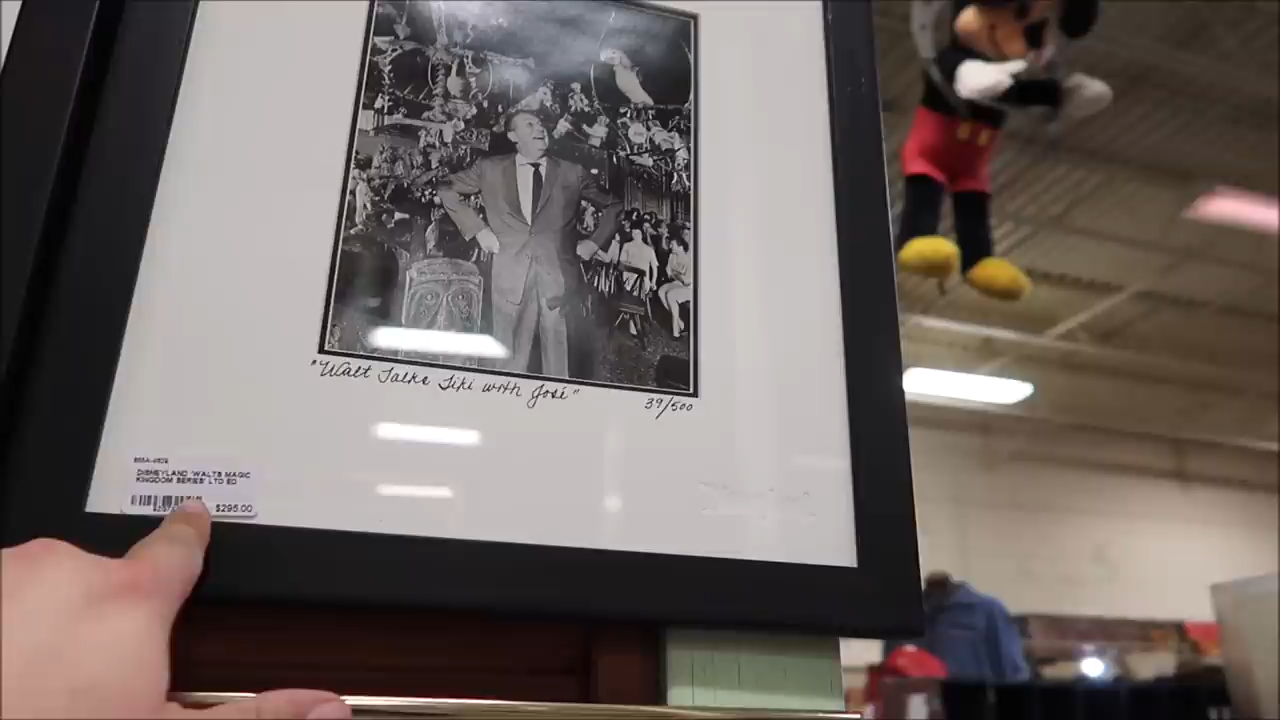 "Walt Talks Tiki with José"
39/500
DISNEYLAND 'WALTS MAGIC
KINGDOM SERIES' LTD ED
$295.00